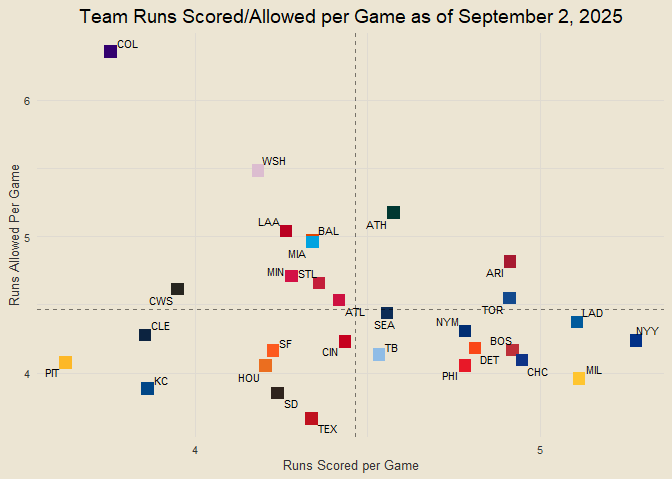 Team Runs Scored/Allowed per Game as of September 2, 2025
COL
6
WSH
ATH
LAA
BAL
5
MIA
ARI
MIN
STL
CWS
TOR
ATL
LAD
SEA
NYM
CLE
NYY
SF
CIN
TB
BOS
DET
MIL
PIT
4
HOU
KC
PHI
CHC
SD
TEX
4
5
Runs Scored per Game
Runs Allowed Per Game